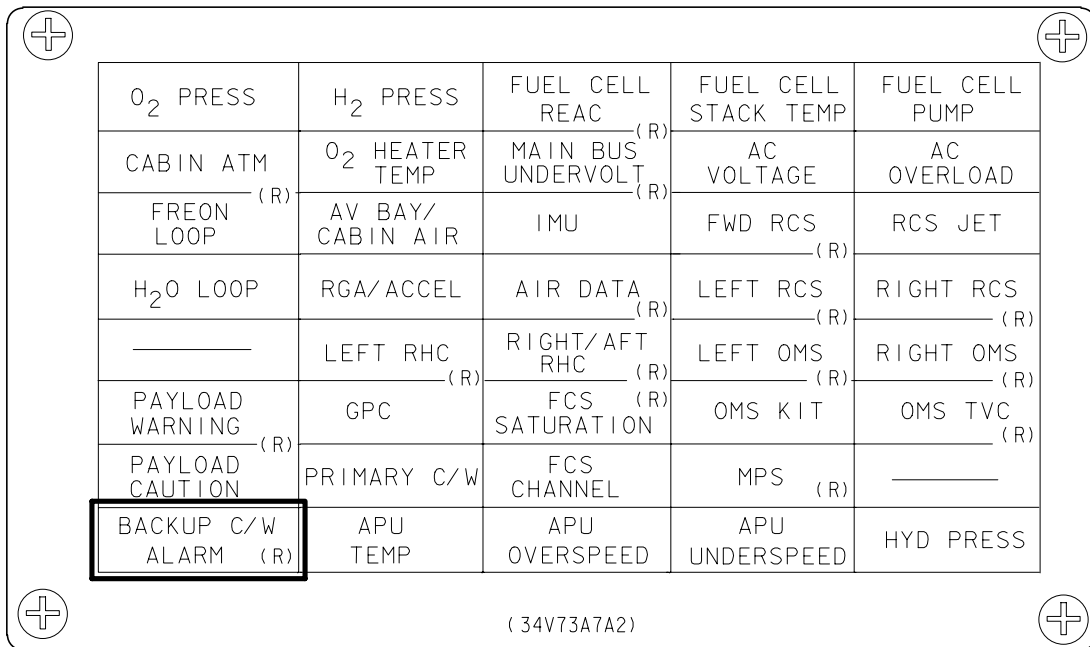 O2 PRESS
H2 PRESS
FUEL CELL
REAC
(R)
FUEL CELL
STACK TEMP
FUEL CELL
PUMP
CABIN ATM
(R)
O2 HEATER
TEMP
MAIN BUS
UNDERVOLT
(R)
AC
VOLTAGE
AC
OVERLOAD
FREON
LOOP
AV BAY/
CABIN AIR
IMU
FWD RCS
(R)
RCS JET
H2O LOOP
RGA/ACCEL
AIR DATA
(R)
LEFT RCS
(R)
RIGHT RCS
(R)
LEFT RHC
(R)
RIGHT/AFT
RHC (R)
LEFT OMS
(R)
RIGHT OMS
(R)
PAYLOAD
WARNING
(R)
GPC
FCS (R)
SATURATION
OMS KIT
OMS TVC
(R)
PAYLOAD
CAUTION
PRIMARY C/W
FCS
CHANNEL
MPS (R)
BACKUP C/W
ALARM (R)
APU
TEMP
APU
OVERSPEED
APU
UNDERSPEED
HYD PRESS
(34V73A7A2)